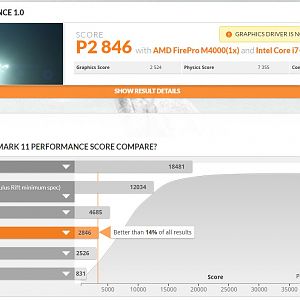 NCE 1.0
SCORE
GRAPHICS DRIVER IS N
P2 846 with AMD FirePro M4000(1x) and Intel Core i7
Graphics Score 2 524 Physics Score 7 355 Co
SHOW RESULT DETAILS
MARK 11 PERFORMANCE SCORE COMPARE?
18481
ulus Rift minimum spec) 12034
4685
2846 Better than 14% of all results
2526
831
5000 10000 15000 20000 25000 30000 35000
Score P